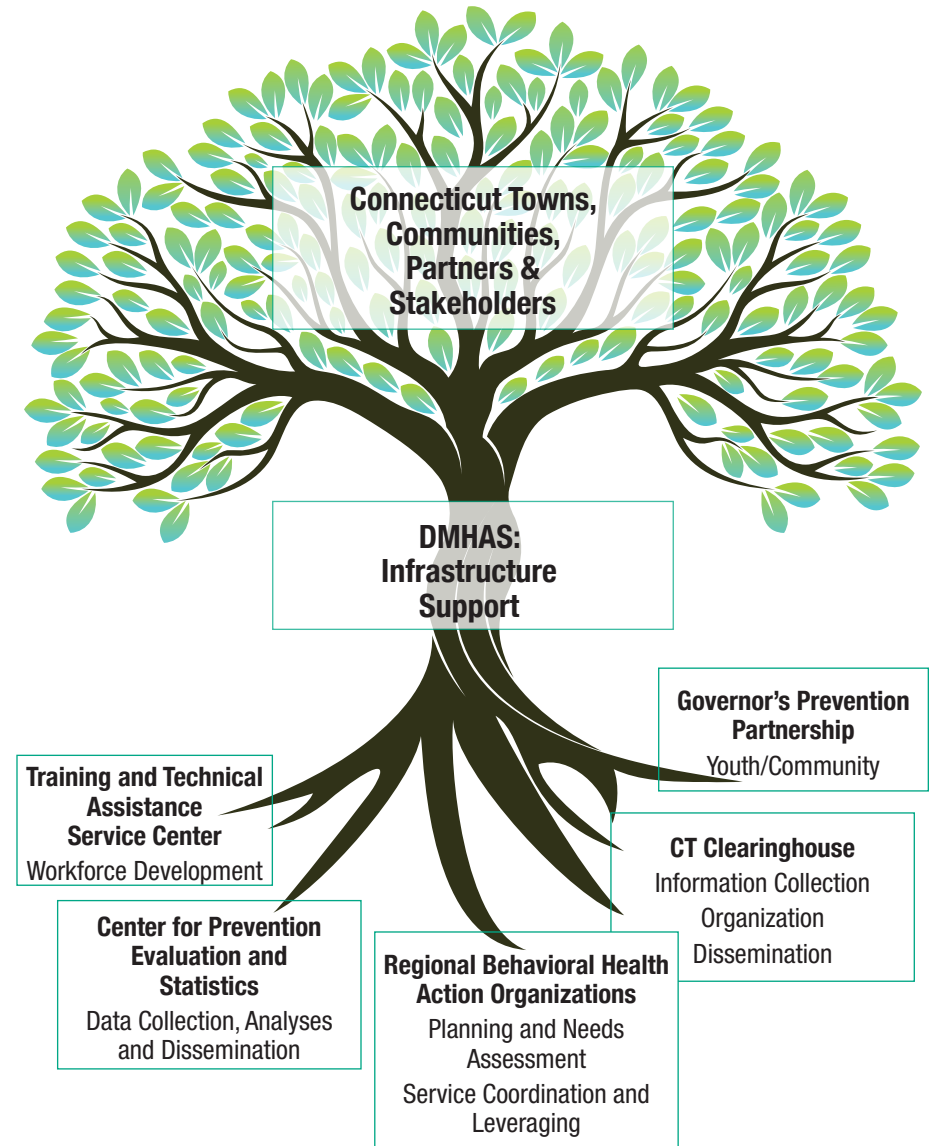 Connecticut Towns,
Communities,
Partners &
Stakeholders
DMHAS:
Infrastructure
Support
Governor’s Prevention
Partnership
Youth/Community
Training and Technical
Assistance
Service Center
Workforce Development
CT Clearinghouse
Information Collection
Organization
Dissemination
Center for Prevention
Evaluation and
Statistics
Data Collection, Analyses
and Dissemination
Regional Behavioral Health
Action Organizations
Planning and Needs
Assessment
Service Coordination and
Leveraging